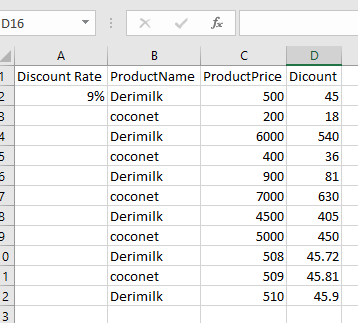 D16 fx
A B C D
1 Discount Rate ProductName ProductPrice Dicount
2 9% Derimilk 500 45
3 coconet 200 18
4 Derimilk 6000 540
5 coconet 400 36
6 Derimilk 900 81
7 coconet 7000 630
8 Derimilk 4500 405
9 coconet 5000 450
0 Derimilk 508 45.72
1 coconet 509 45.81
2 Derimilk 510 45.9
3